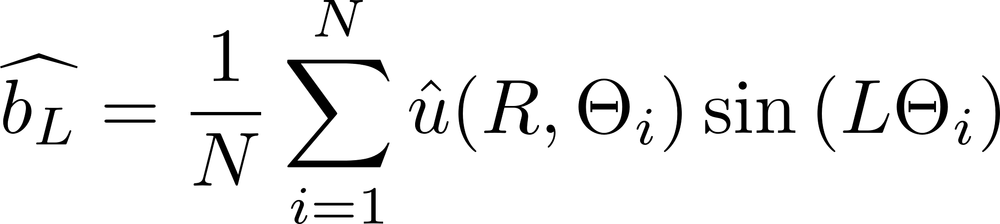 \widehat{b_L} = \frac{1}{N} \sum_{i=1}^{N} \hat{u}(R, \Theta_i) \sin(L\Theta_i)